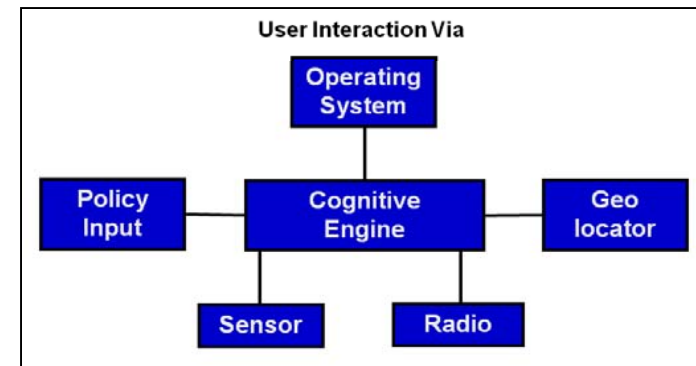 User Interaction Via
Operating
System
Policy
Input
Cognitive
Engine
Geo
locator
Sensor
Radio